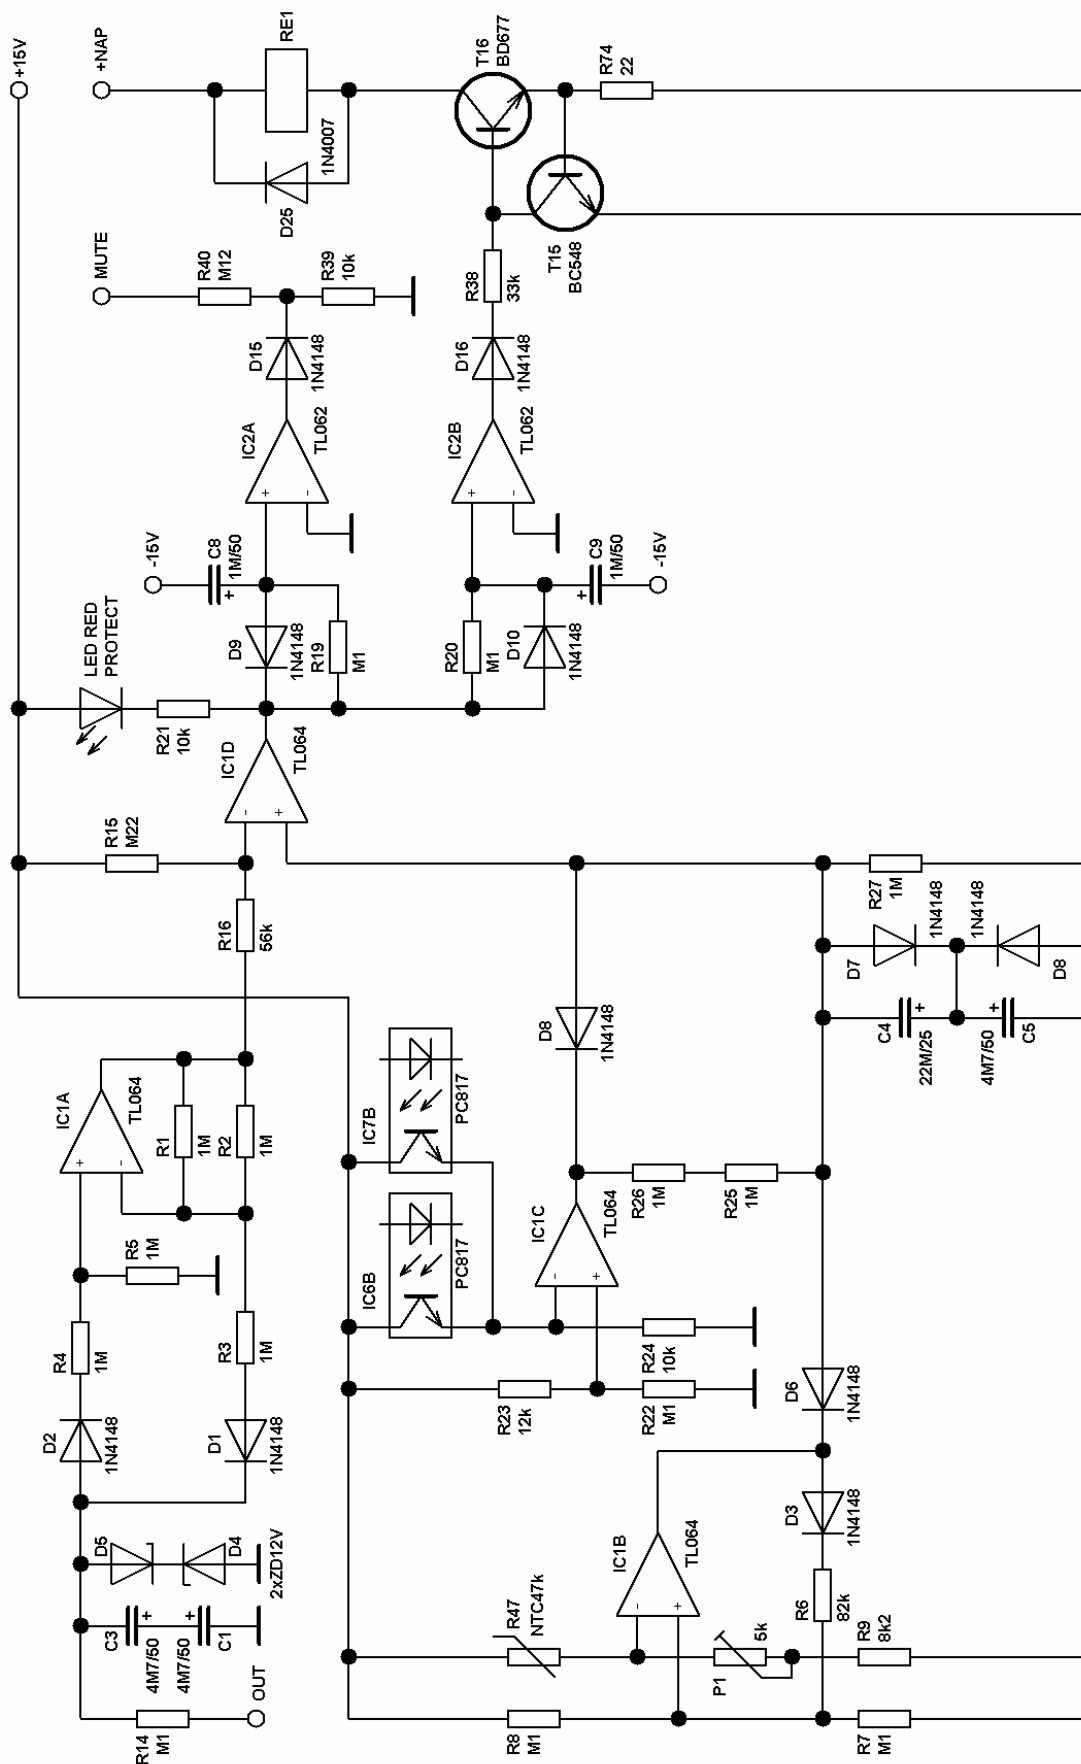 +15V
+NAP
MUTE
RE1
1N4007
D25
T16
BD677
R74
22
T15
BC548
R40
M12
R39
10k
R38
33k
D15
1N4148
D16
1N4148
IC2A
TL062
IC2B
TL062
+
-
+
-
-15V
C8
1M/50
+
C9
1M/50
+
-15V
LED RED
PROTECT
D9
1N4148
R19
M1
R20
M1
D10
1N4148
R21
10k
IC1D
TL064
-
+
R15
M22
R16
56k
R27
1M
D7
1N4148
1N4148
D8
C4
22M/25
+
4M7/50
C5
+
D8
1N4148
IC1A
TL064
+
-
R1
1M
R2
1M
IC7B
PC817
IC6B
PC817
R26
1M
R25
1M
IC1C
TL064
-
+
R5
1M
R4
1M
R3
1M
R24
10k
R23
12k
R22
M1
D2
1N4148
D1
1N4148
D6
1N4148
D3
1N4148
D5
D4
2xZD12V
IC1B
TL064
-
+
R6
82k
C3
4M7/50
+
4M7/50
C1
+
R47
NTC47k
P1
5k
R9
8k2
OUT
R14
M1
R8
M1
R7
M1